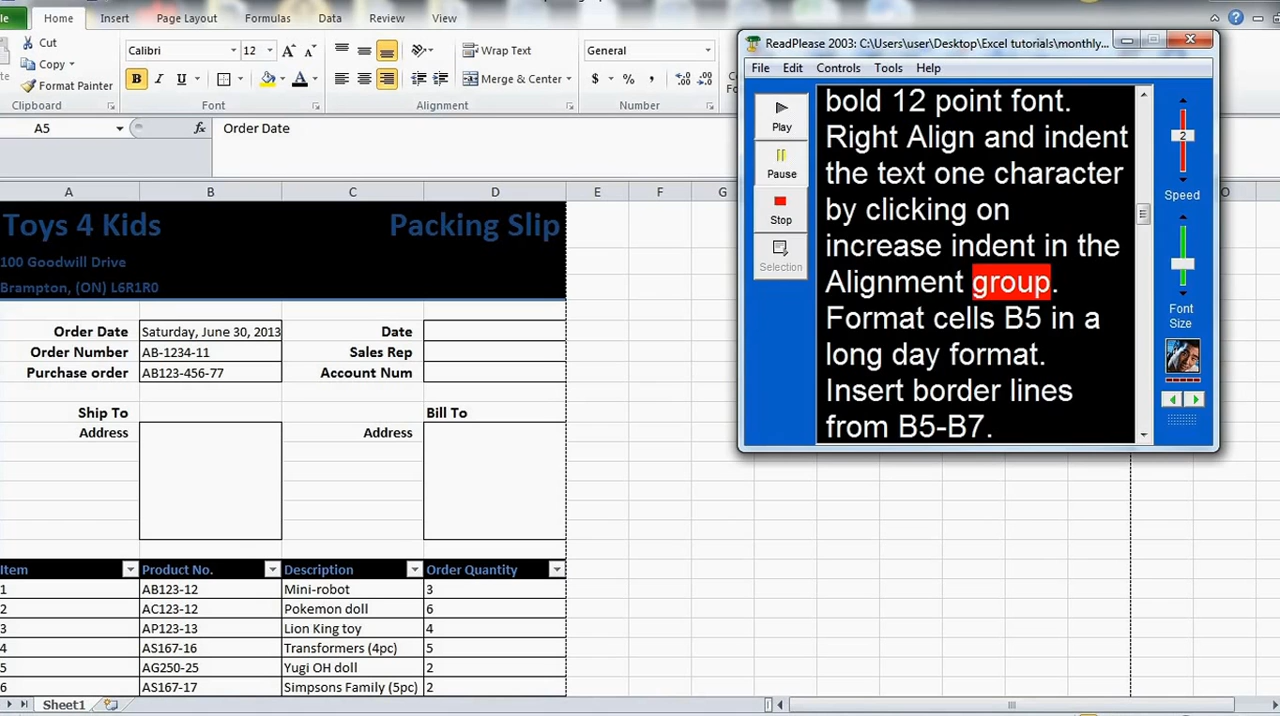 Home Insert Page Layout Formulas Data Review View
Cut
Copy
Format Painter
Clipboard
Calibri 12
B I U A
Font
Wrap Text
Merge & Center
Alignment
General
$ % ,
Number
A5 fx Order Date
A B C D E F G O
Toys 4 Kids Packing Slip
100 Goodwill Drive
Brampton, (ON) L6R1R0
Order Date Saturday, June 30, 2013 Date
Order Number AB-1234-11 Sales Rep
Purchase order AB123-456-77 Account Num
Ship To Bill To
Address Address
Item Product No. Description Order Quantity
1 AB123-12 Mini-robot 3
2 AC123-12 Pokemon doll 6
3 AP123-13 Lion King toy 4
4 AS167-16 Transformers (4pc) 5
5 AG250-25 Yugi OH doll 2
6 AS167-17 Simpsons Family (5pc) 2
Sheet1
ReadPlease 2003: C:\Users\user\Desktop\Excel tutorials\monthly...
File Edit Controls Tools Help
Play
Pause
Stop
Selection
bold 12 point font.
Right Align and indent
the text one character
by clicking on
increase indent in the
Alignment group.
Format cells B5 in a
long day format.
Insert border lines
from B5-B7.
2
Speed
Font
Size